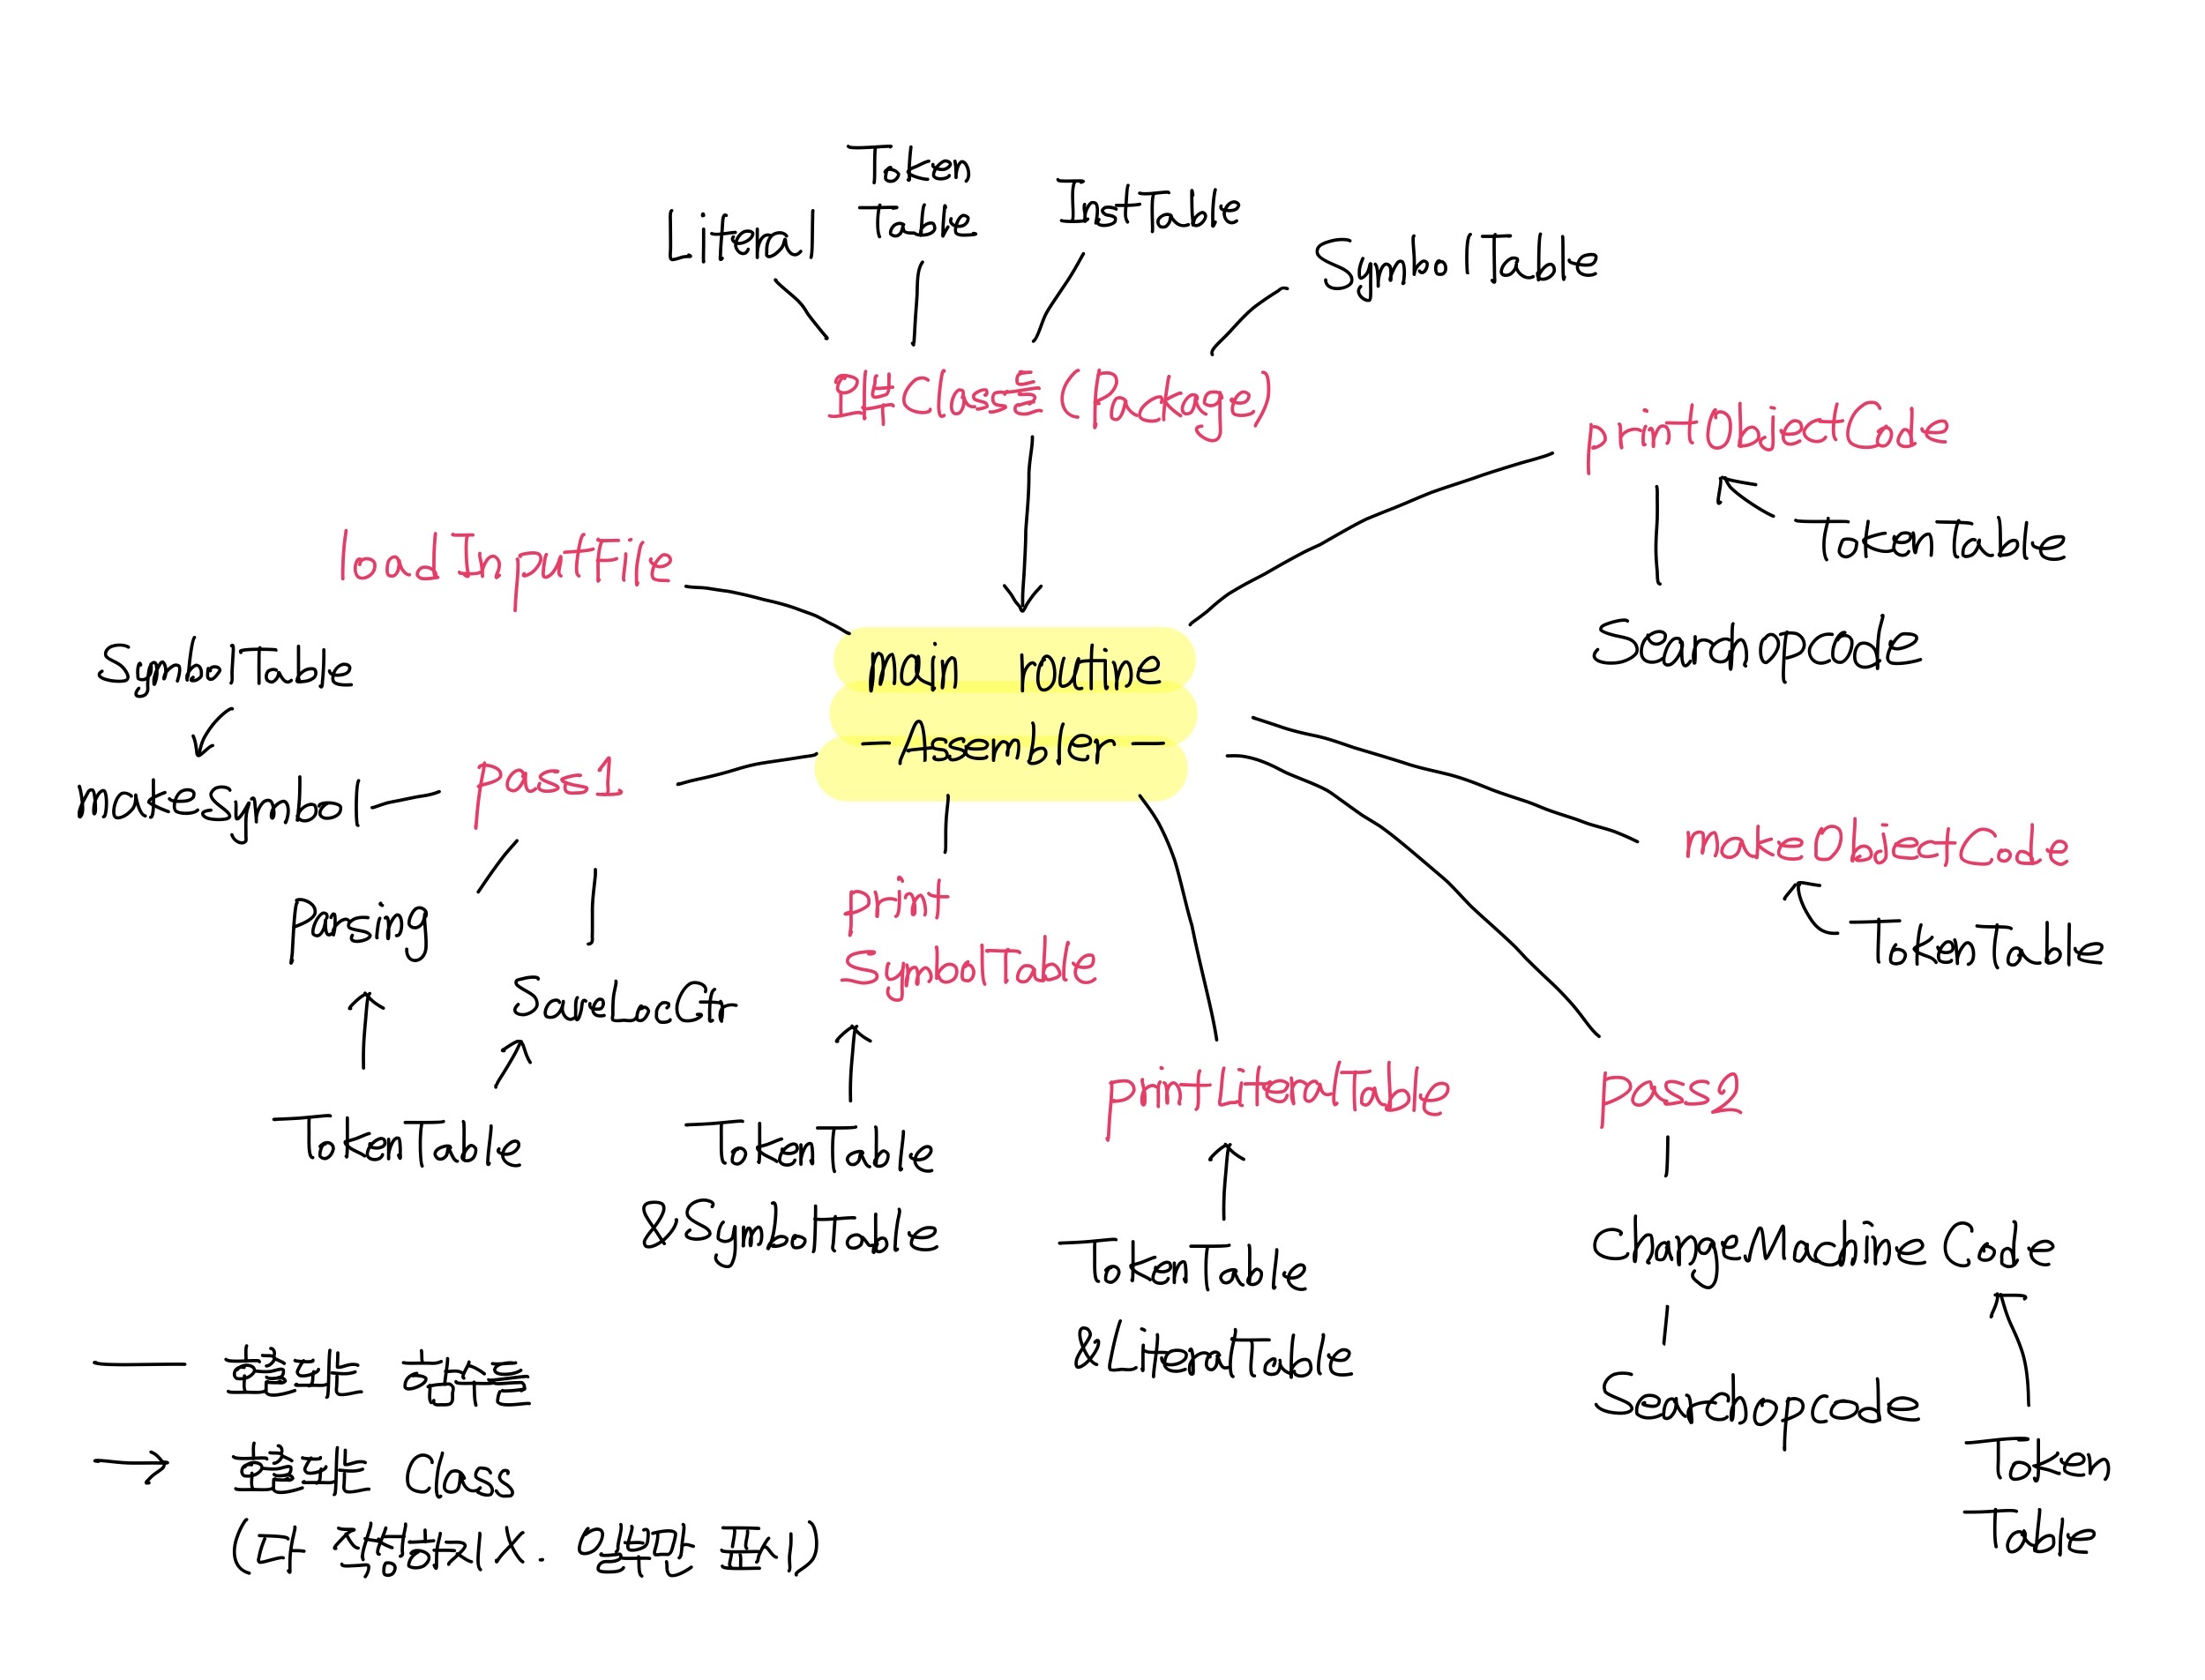 Token
Table
Literal
InstTable
SymbolTable
외부Class들 (Package)
printObjectCode
TokenTable
Searchopcode
loadInputFile
main routine
-Assembler-
SymbolTable
makeSymbol
pass1
parsing
SaveLocCtr
TokenTable
print
SymbolTable
TokenTable
&SymbolTable
printLiteralTable
TokenTable
&LiteralTable
makeObjectCode
TokenTable
pass2
ChangeMachine Code
Searchopcode
Token
Table
호출되는 함수들
호출되는 Class
(다 작성하지 X. 일부만 표시)